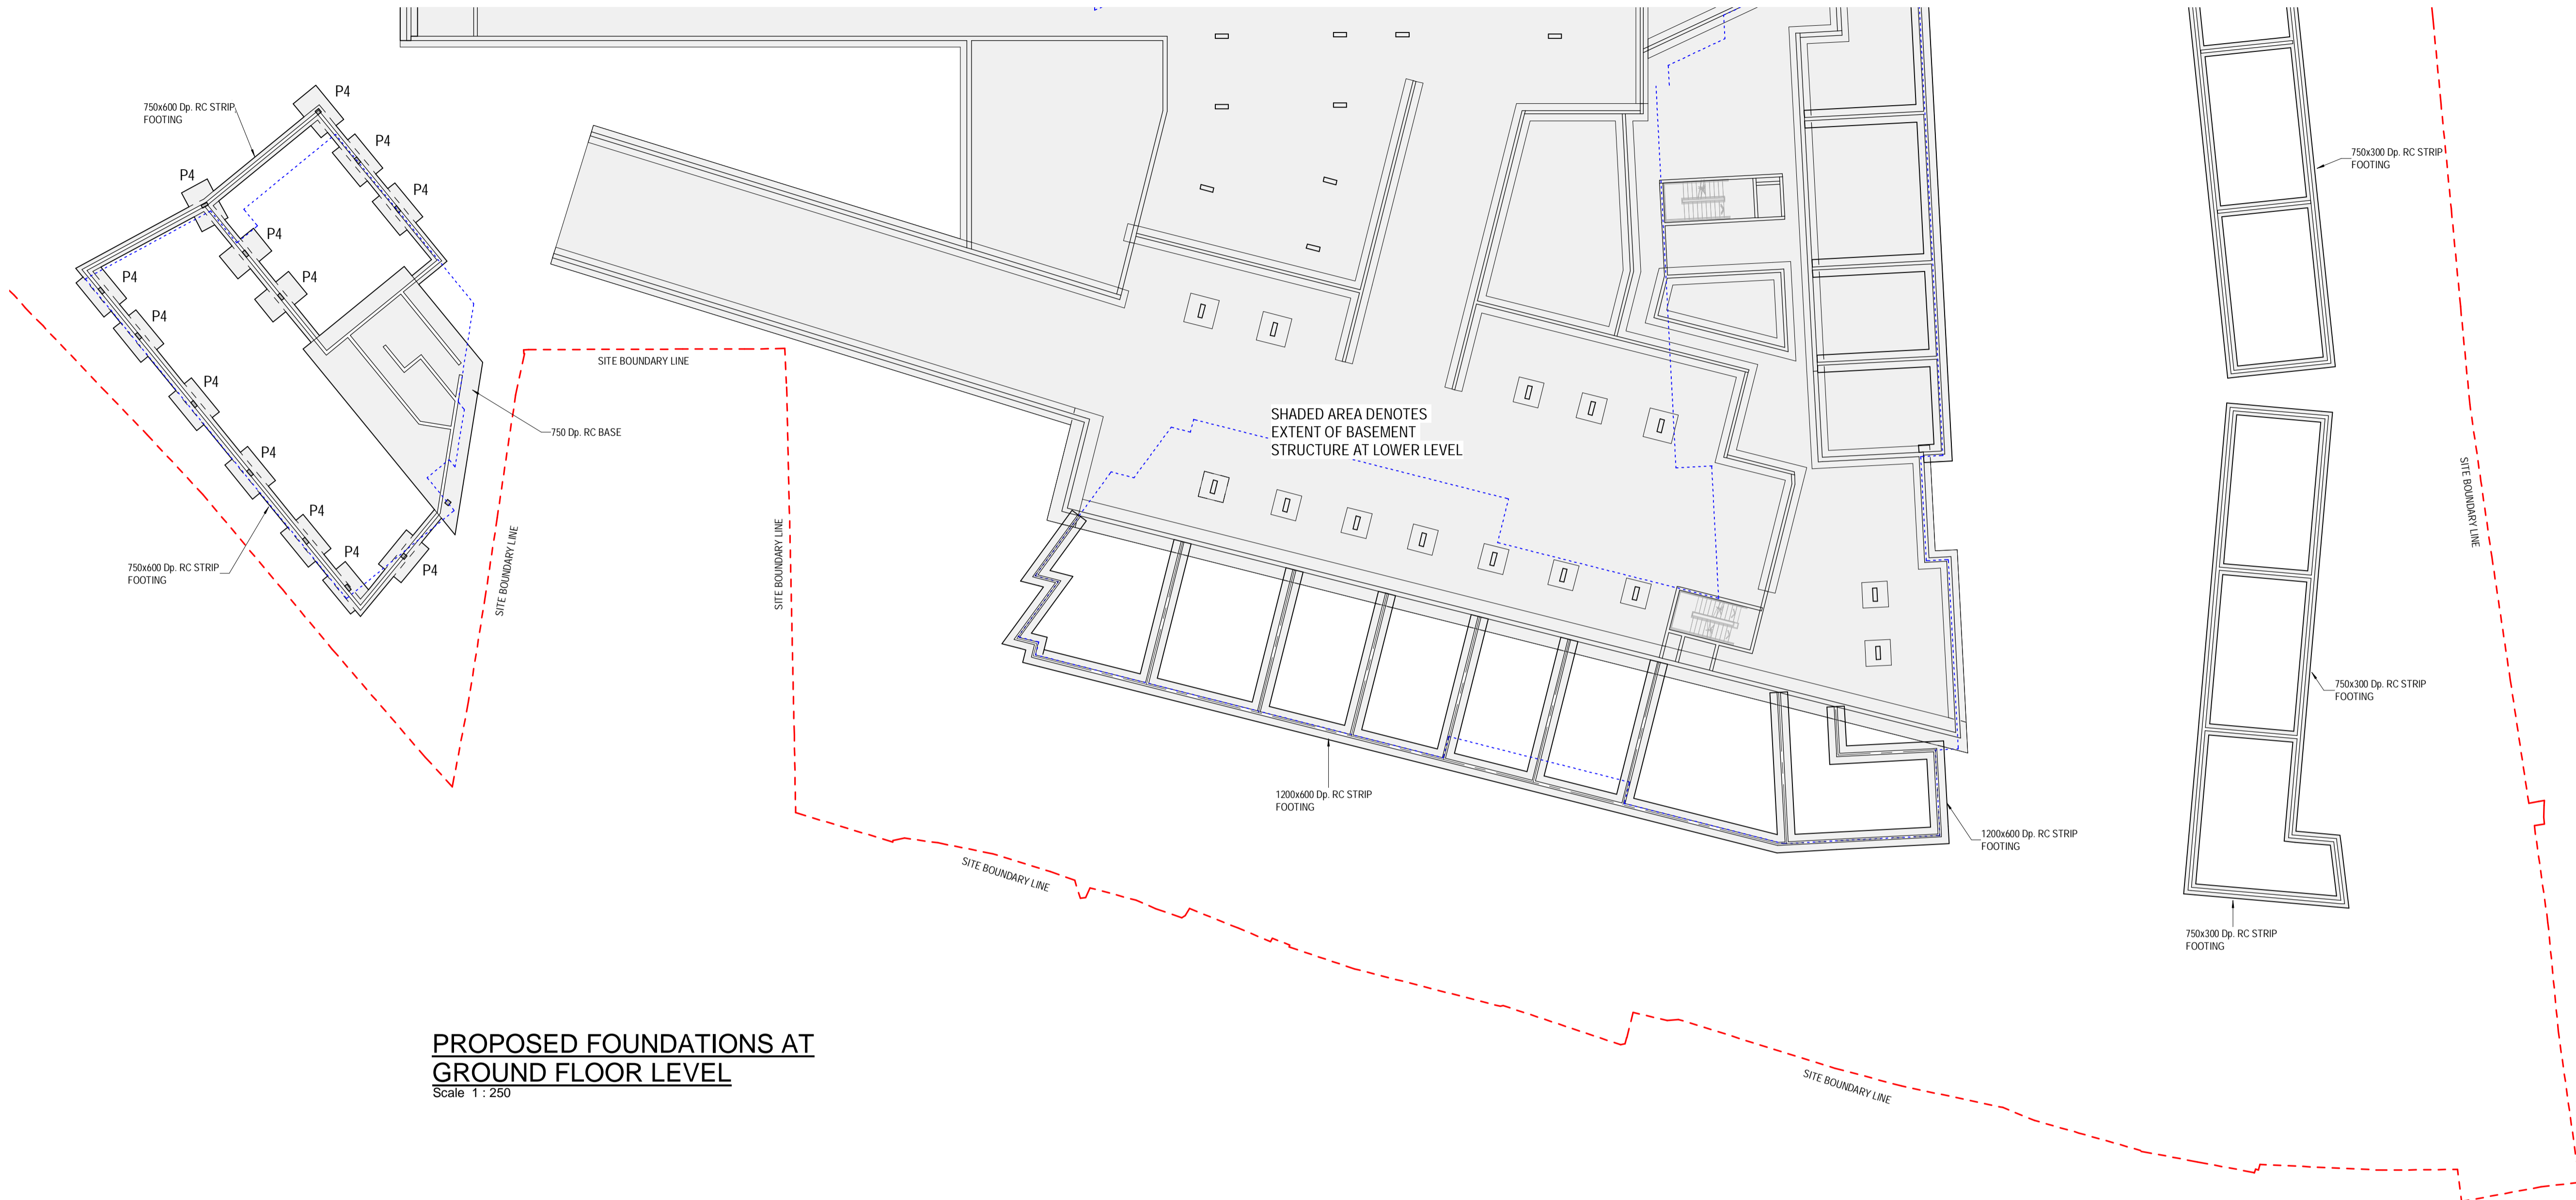 P4
750x600 Dp. RC STRIP
FOOTING
P4
P4
P4
P4
P4
P4
P4
P4
P4
P4
P4
P4
750x600 Dp. RC STRIP
FOOTING
P4
750 Dp. RC BASE
SITE BOUNDARY LINE
SITE BOUNDARY LINE
SITE BOUNDARY LINE
SHADED AREA DENOTES
EXTENT OF BASEMENT
STRUCTURE AT LOWER LEVEL
750x300 Dp. RC STRIP
FOOTING
SITE BOUNDARY LINE
750x300 Dp. RC STRIP
FOOTING
1200x600 Dp. RC STRIP
FOOTING
1200x600 Dp. RC STRIP
FOOTING
SITE BOUNDARY LINE
750x300 Dp. RC STRIP
FOOTING
SITE BOUNDARY LINE
PROPOSED FOUNDATIONS AT
GROUND FLOOR LEVEL
Scale 1 : 250